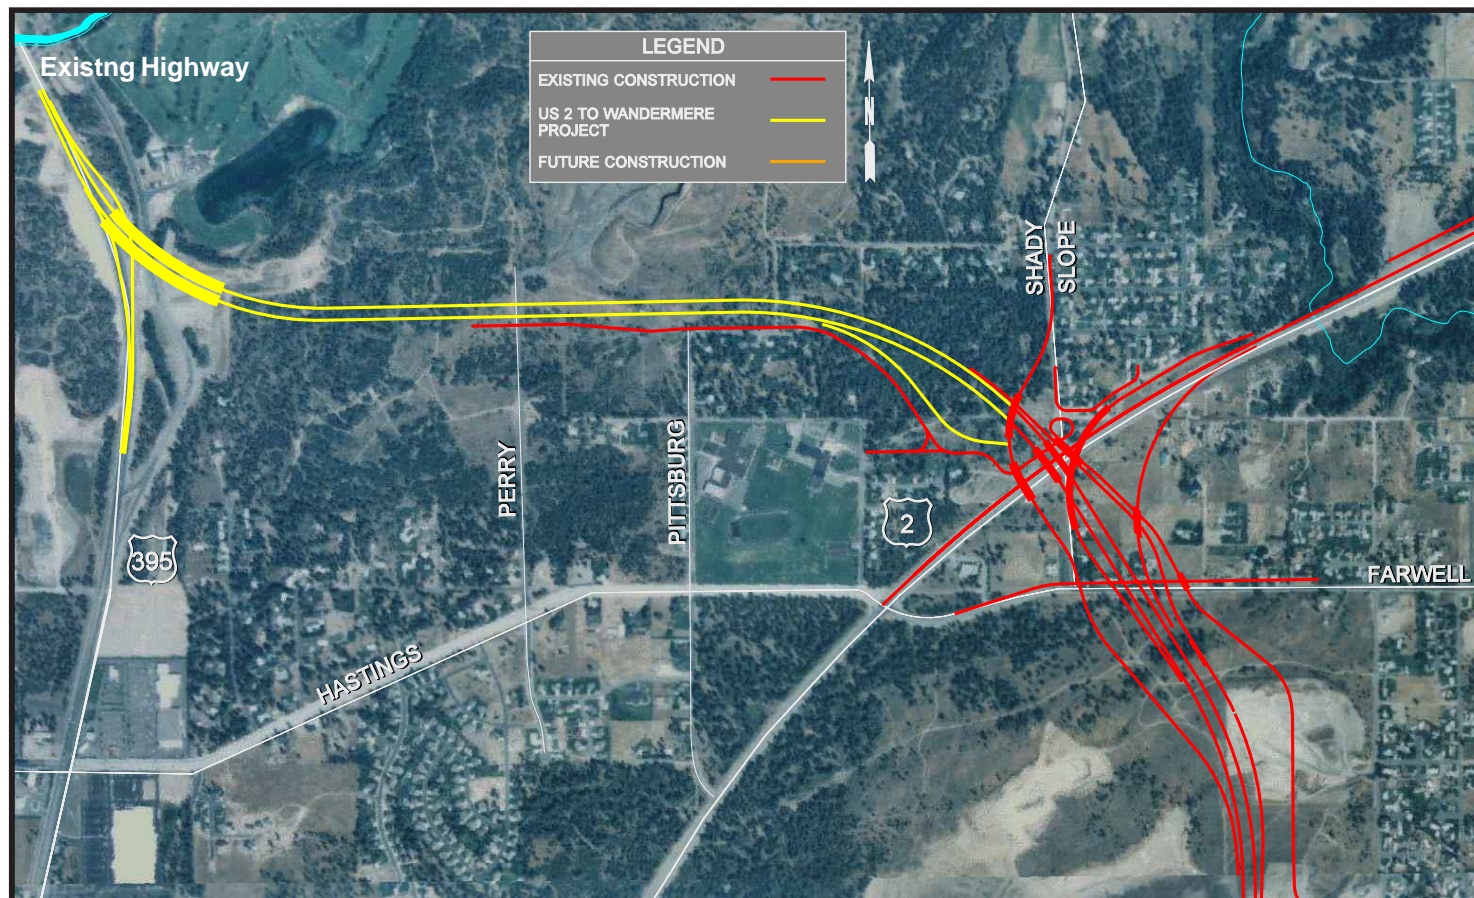 Existng Highway
LEGEND
EXISTING CONSTRUCTION
US 2 TO WANDERMERE
PROJECT
FUTURE CONSTRUCTION
N
SHADY
SLOPE
PERRY
PITTSBURG
2
395
FARWELL
HASTINGS